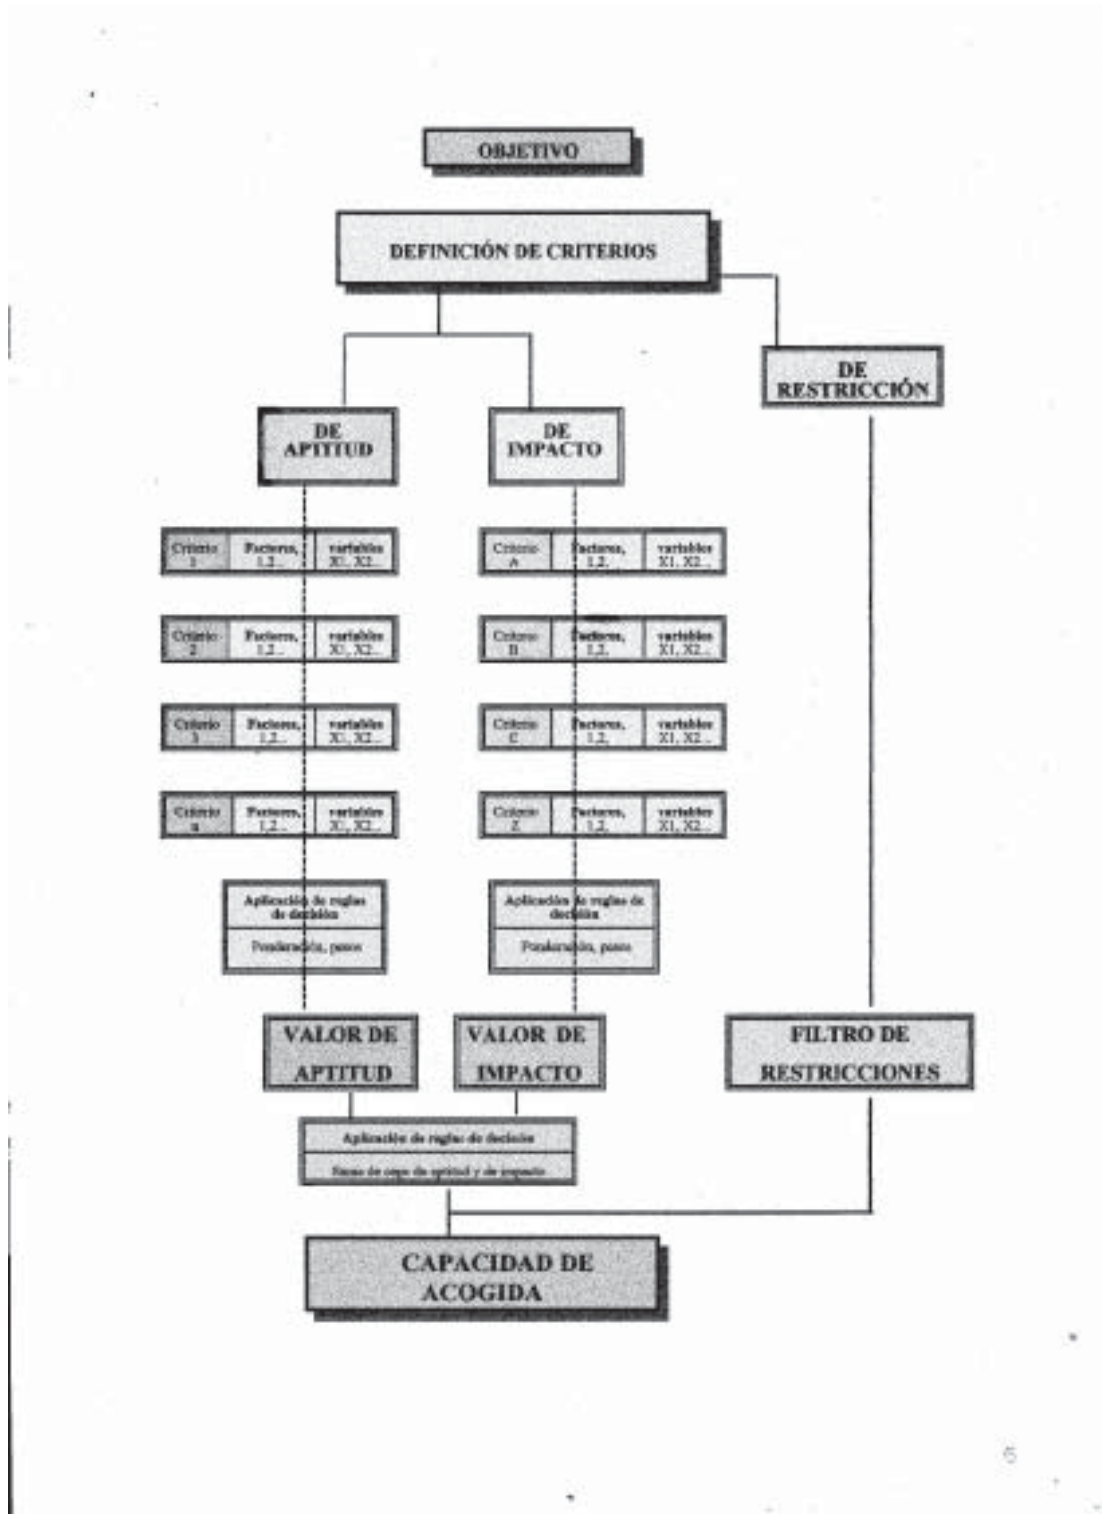 OBJETIVO
DEFINICIÓN DE CRITERIOS
DE
RESTRICCIÓN
DE
APTITUD
DE
IMPACTO
Criterio
1
Factores,
1,2...
variables
X1, X2...
Criterio
A
Factores,
1,2,
variables
X1, X2...
Criterio
2
Factores,
1,2...
variables
X1, X2...
Criterio
B
Factores,
1,2,
variables
X1, X2...
Criterio
3
Factores,
1,2...
variables
X1, X2...
Criterio
C
Factores,
1,2,
variables
X1, X2...
Criterio
n
Factores,
1,2...
variables
X1, X2...
Criterio
Z
Factores,
1,2,
variables
X1, X2...
Aplicación de reglas
de decisión
Ponderación, pesos
Aplicación de reglas de
decisión
Ponderación, pesos
VALOR DE
APTITUD
VALOR DE
IMPACTO
FILTRO DE
RESTRICCIONES
Aplicación de reglas de decisión
de aptitud y de impacto
CAPACIDAD DE
ACOGIDA